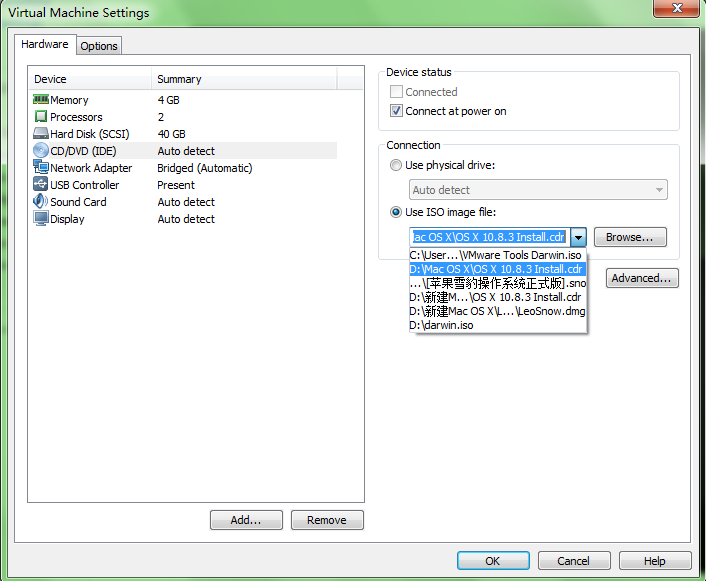 Virtual Machine Settings
Hardware
Options
Device Summary
Memory 4 GB
Processors 2
Hard Disk (SCSI) 40 GB
CD/DVD (IDE) Auto detect
Network Adapter Bridged (Automatic)
USB Controller Present
Sound Card Auto detect
Display Auto detect
Add...
Remove
Device status
Connected
Connect at power on
Connection
Use physical drive:
Auto detect
Use ISO image file:
ac OS X\OS X 10.8.3 Install.cdr
Browse...
C:\User...\VMware Tools Darwin.iso
D:\Mac OS X\OS X 10.8.3 Install.cdr
...\[苹果雪豹操作系统正式版].sno
D:\新建M...\OS X 10.8.3 Install.cdr
D:\新建Mac OS X\L...\LeoSnow.dmg
D:\darwin.iso
Advanced...
OK
Cancel
Help